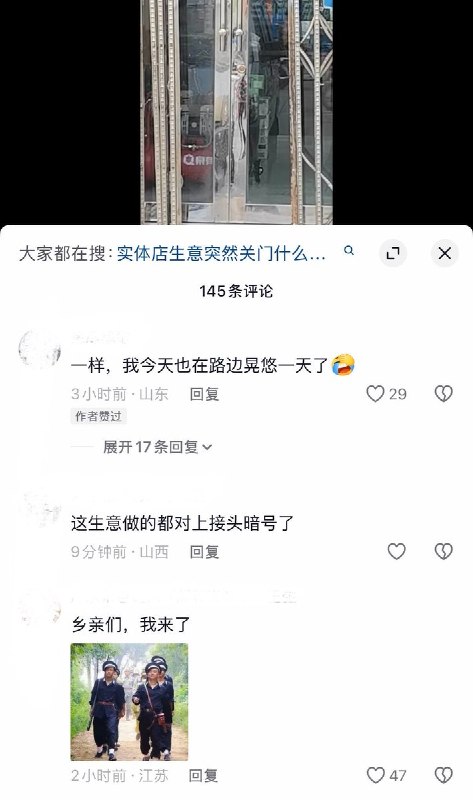 大家都在搜：实体店生意突然关门什么...
145条评论
一样，我今天也在路边晃悠一天了
3小时前·山东 回复
29
作者赞过
展开17条回复
这生意做的都对上接头暗号了
9分钟前·山西 回复
乡亲们，我来了
2小时前·江苏 回复
47